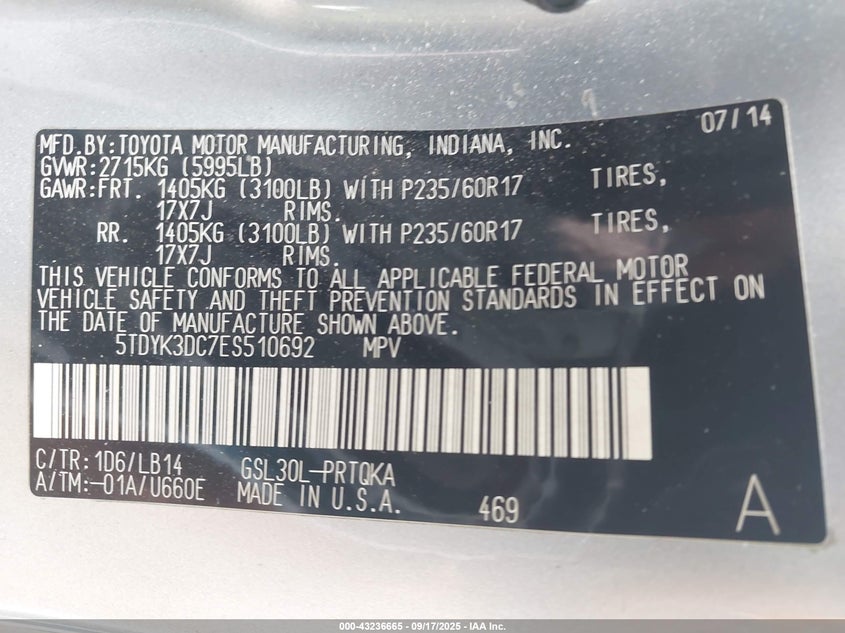 07/14
MFD.BY:TOYOTA MOTOR MANUFACTURING, INDIANA, INC.
GVWR:2715KG (5995LB)
GAWR:FRT. 1405KG (3100LB) WITH P235/60R17 TIRES,
17X7J RIMS.
RR. 1405KG (3100LB) WITH P235/60R17 TIRES,
17X7J RIMS.
THIS VEHICLE CONFORMS TO ALL APPLICABLE FEDERAL MOTOR
VEHICLE SAFETY AND THEFT PREVENTION STANDARDS IN EFFECT ON
THE DATE OF MANUFACTURE SHOWN ABOVE.
5TDYK3DC7ES510692 MPV
C/TR: 1D6/LB14 GSL30L-PRTQKA
A/TM:-01A/U660E MADE IN U.S.A. 469 A
000-43236665 - 09/17/2025 - IAA Inc.